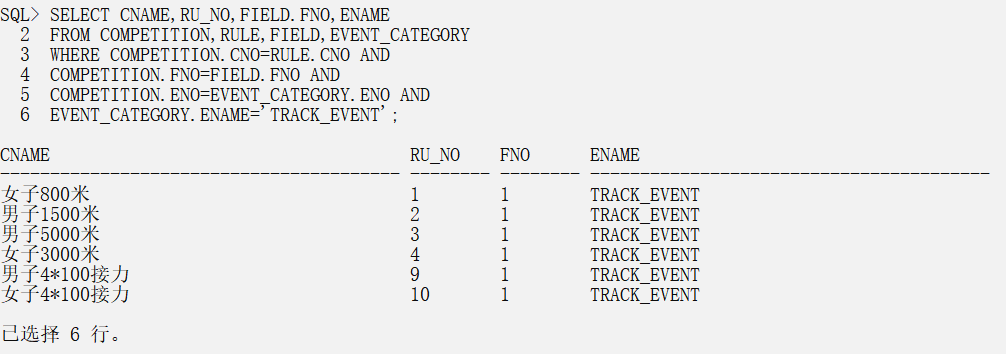 SQL> SELECT CNAME,RU_NO,FIELD.FNO,ENAME
  2  FROM COMPETITION,RULE,FIELD,EVENT_CATEGORY
  3  WHERE COMPETITION.CNO=RULE.CNO AND
  4  COMPETITION.FNO=FIELD.FNO AND
  5  COMPETITION.ENO=EVENT_CATEGORY.ENO AND
  6  EVENT_CATEGORY.ENAME='TRACK_EVENT';
CNAME                                    RU_NO    FNO      ENAME
---------------------------------------- -------- -------- ----------------------------------------
女子800米                                1        1        TRACK_EVENT
男子1500米                               2        1        TRACK_EVENT
男子5000米                               3        1        TRACK_EVENT
女子3000米                               4        1        TRACK_EVENT
男子4*100接力                            9        1        TRACK_EVENT
女子4*100接力                            10       1        TRACK_EVENT
已选择 6 行。